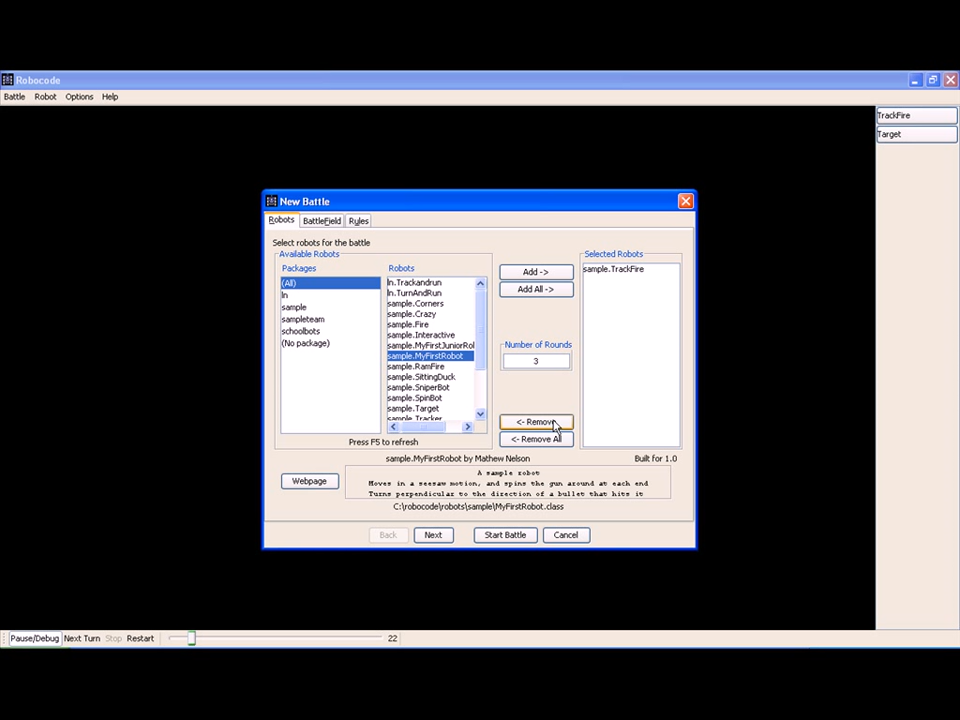 Robocode
Battle Robot Options Help
TrackFire
Target
New Battle
Robots BattleField Rules
Select robots for the battle
Available Robots
Packages
(All)
ln
sample
sampleteam
schoolbots
(No package)
Robots
ln.Trackandrun
ln.TurnAndRun
sample.Corners
sample.Crazy
sample.Fire
sample.Interactive
sample.MyFirstJuniorRol
sample.MyFirstRobot
sample.RamFire
sample.SittingDuck
sample.SniperBot
sample.SpinBot
sample.Target
sample.Tracker
Press F5 to refresh
Add ->
Add All ->
Number of Rounds
3
<- Remove
<- Remove All
Selected Robots
sample.TrackFire
sample.MyFirstRobot by Mathew Nelson
Built for 1.0
Webpage
A sample robot
Moves in a seesaw motion, and spins the gun around at each end
Turns perpendicular to the direction of a bullet that hits it
C:\robocode\robots\sample\MyFirstRobot.class
Back Next Start Battle Cancel
Pause/Debug Next Turn Stop Restart 22